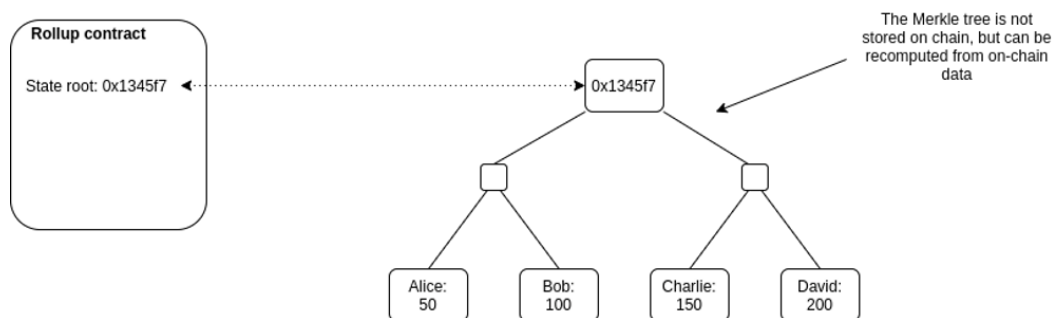 Rollup contract
State root: 0x1345f7
0x1345f7
The Merkle tree is not
stored on chain, but can be
recomputed from on-chain
data
Alice:
50
Bob:
100
Charlie:
150
David:
200